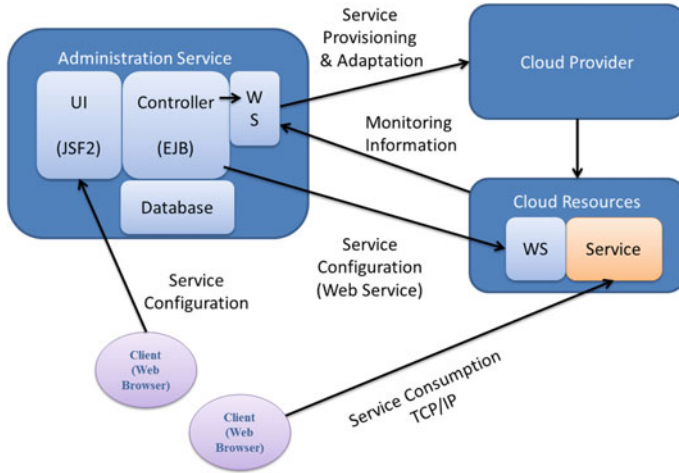 Service
Provisioning
& Adaptation
Administration Service
UI
(JSF2)
Controller
(EJB)
W
S
Database
Cloud Provider
Monitoring
Information
Cloud Resources
WS
Service
Service
Configuration
(Web Service)
Service
Configuration
Client
(Web
Browser)
Client
(Web
Browser)
Service Consumption
TCP/IP